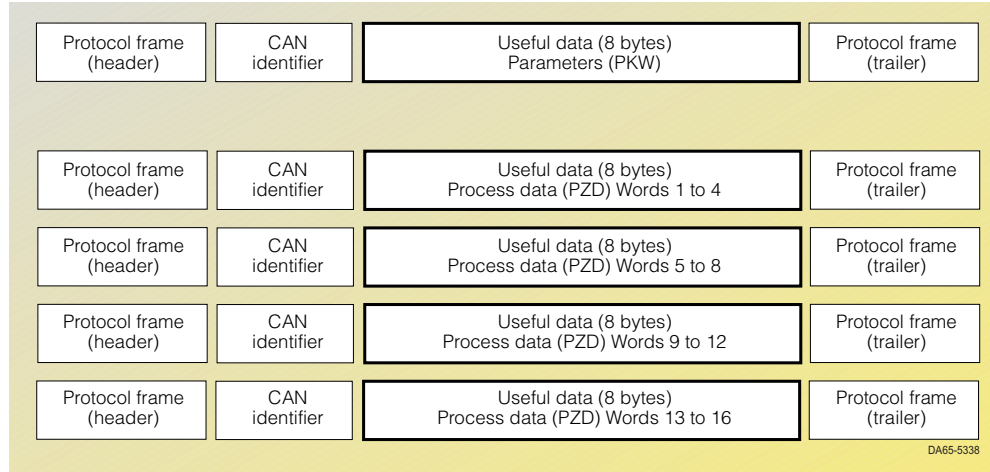 Protocol frame
(header)
CAN
identifier
Useful data (8 bytes)
Parameters (PKW)
Protocol frame
(trailer)
Protocol frame
(header)
CAN
identifier
Useful data (8 bytes)
Process data (PZD) Words 1 to 4
Protocol frame
(trailer)
Protocol frame
(header)
CAN
identifier
Useful data (8 bytes)
Process data (PZD) Words 5 to 8
Protocol frame
(trailer)
Protocol frame
(header)
CAN
identifier
Useful data (8 bytes)
Process data (PZD) Words 9 to 12
Protocol frame
(trailer)
Protocol frame
(header)
CAN
identifier
Useful data (8 bytes)
Process data (PZD) Words 13 to 16
Protocol frame
(trailer)
DA65-5338